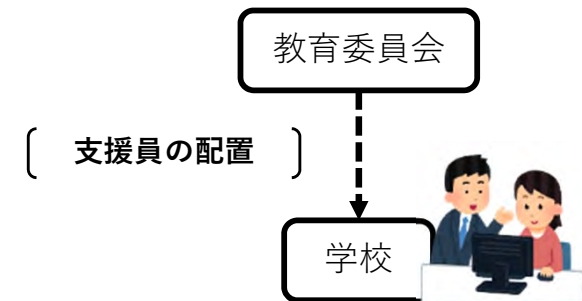 教育委員会
〔 支援員の配置 〕
学校